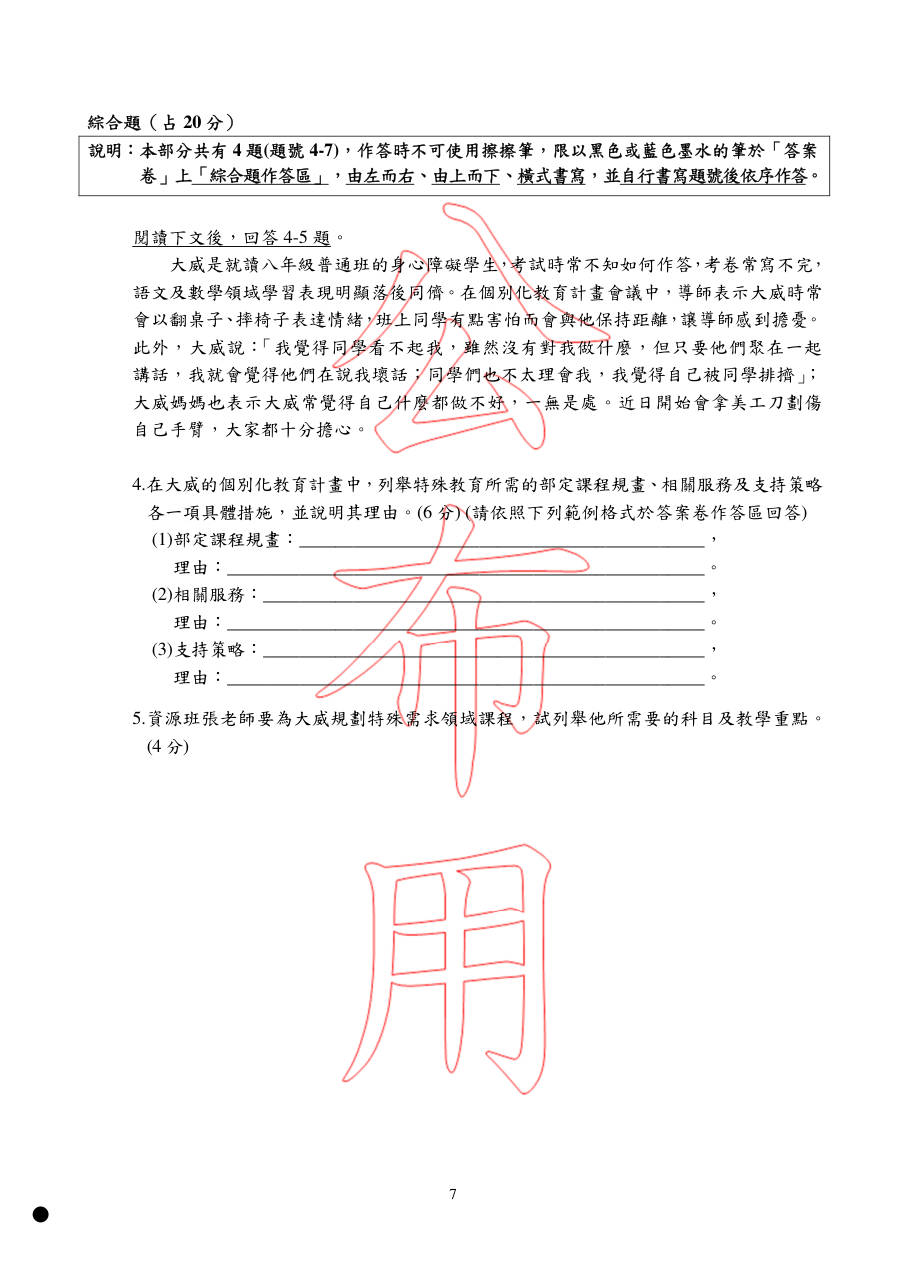 綜合題（占 20 分）
說明：本部分共有 4 題(題號 4-7)，作答時不可使用擦擦筆，限以黑色或藍色墨水的筆於「答案
卷」上「綜合題作答區」，由左而右、由上而下、橫式書寫，並自行書寫題號後依序作答。
閱讀下文後，回答 4-5 題。
大威是就讀八年級普通班的身心障礙學生，考試時常不知如何作答，考卷常寫不完，
語文及數學領域學習表現明顯落後同儕。在個別化教育計畫會議中，導師表示大威時常
會以翻桌子、摔椅子表達情緒，班上同學有點害怕而會與他保持距離，讓導師感到擔憂。
此外，大威說：「我覺得同學看不起我，雖然沒有對我做什麼，但只要他們聚在一起
講話，我就會覺得他們在說我壞話；同學們也不太理會我，我覺得自己被同學排擠」；
大威媽媽也表示大威常覺得自己什麼都做不好，一無是處。近日開始會拿美工刀劃傷
自己手臂，大家都十分擔心。
4.在大威的個別化教育計畫中，列舉特殊教育所需的部定課程規畫、相關服務及支持策略
各一項具體措施，並說明其理由。(6 分) (請依照下列範例格式於答案卷作答區回答)
(1)部定課程規畫：＿＿＿＿＿＿＿＿＿＿＿＿＿＿＿＿＿＿＿＿＿＿，
理由：＿＿＿＿＿＿＿＿＿＿＿＿＿＿＿＿＿＿＿＿＿＿＿＿＿＿。
(2)相關服務：＿＿＿＿＿＿＿＿＿＿＿＿＿＿＿＿＿＿＿＿＿＿＿＿，
理由：＿＿＿＿＿＿＿＿＿＿＿＿＿＿＿＿＿＿＿＿＿＿＿＿＿＿。
(3)支持策略：＿＿＿＿＿＿＿＿＿＿＿＿＿＿＿＿＿＿＿＿＿＿＿＿，
理由：＿＿＿＿＿＿＿＿＿＿＿＿＿＿＿＿＿＿＿＿＿＿＿＿＿＿。
5.資源班張老師要為大威規劃特殊需求領域課程，試列舉他所需要的科目及教學重點。
(4 分)
公布用
7